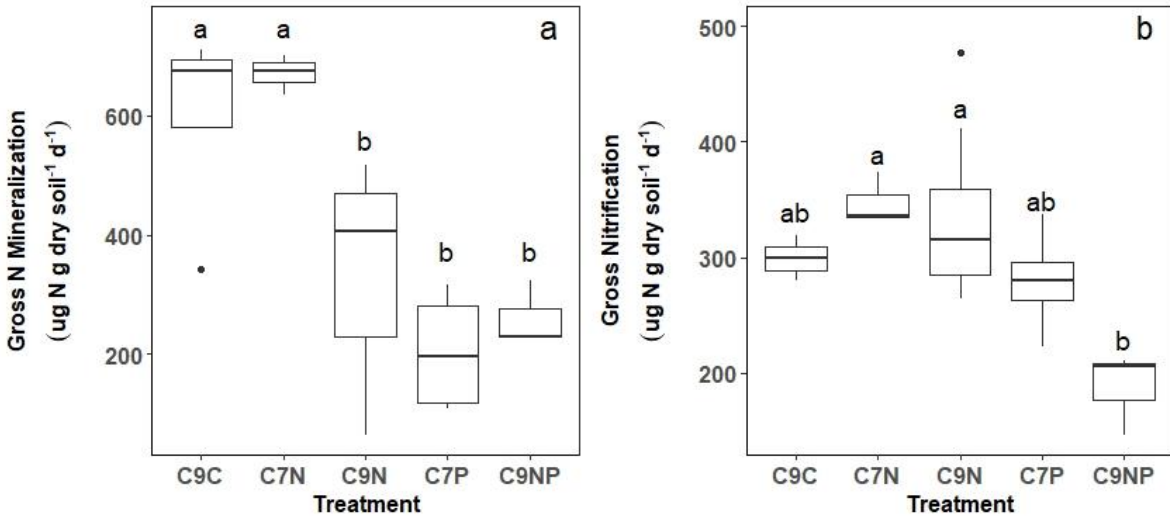 a
a
a
b
b
b
600
400
200
Gross N Mineralization
(ug N g dry soil⁻¹ d⁻¹)
C9C C7N C9N C7P C9NP
Treatment
b
ab
a
a
ab
b
500
400
300
200
Gross Nitrification
(ug N g dry soil⁻¹ d⁻¹)
C9C C7N C9N C7P C9NP
Treatment